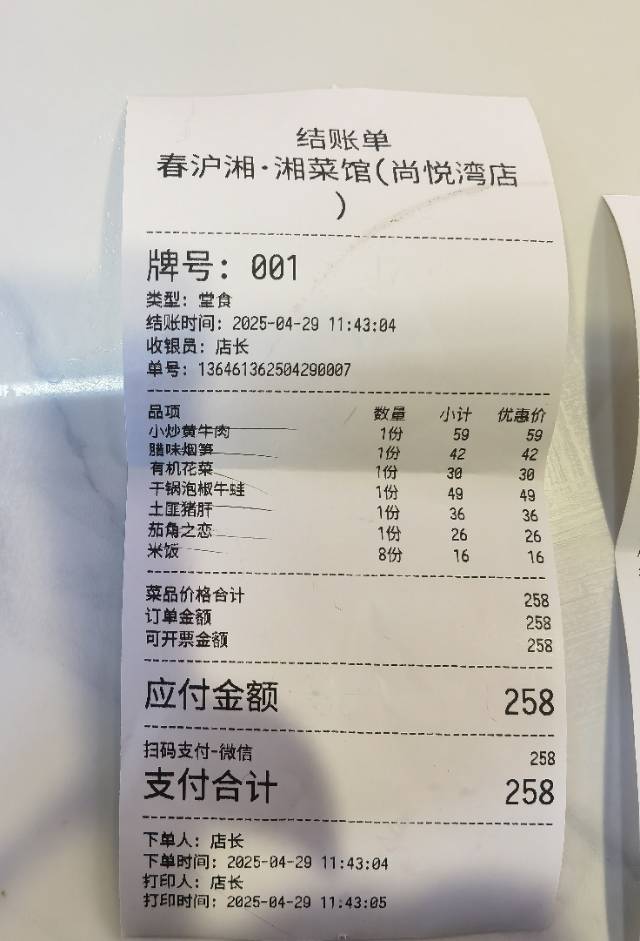 结账单
春沪湘·湘菜馆(尚悦湾店
)
牌号: 001
类型: 堂食
结账时间: 2025-04-29 11:43:04
收银员: 店长
单号: 136461362504290007
品项 数量 小计 优惠价
小炒黄牛肉 1份 59 59
腊味烟笋 1份 42 42
有机花菜 1份 30 30
干锅泡椒牛蛙 1份 49 49
土匪猪肝 1份 36 36
茄角之恋 1份 26 26
米饭 8份 16 16
菜品价格合计 258
订单金额 258
可开票金额 258
应付金额 258
扫码支付-微信 258
支付合计 258
下单人: 店长
下单时间: 2025-04-29 11:43:04
打印人: 店长
打印时间: 2025-04-29 11:43:05